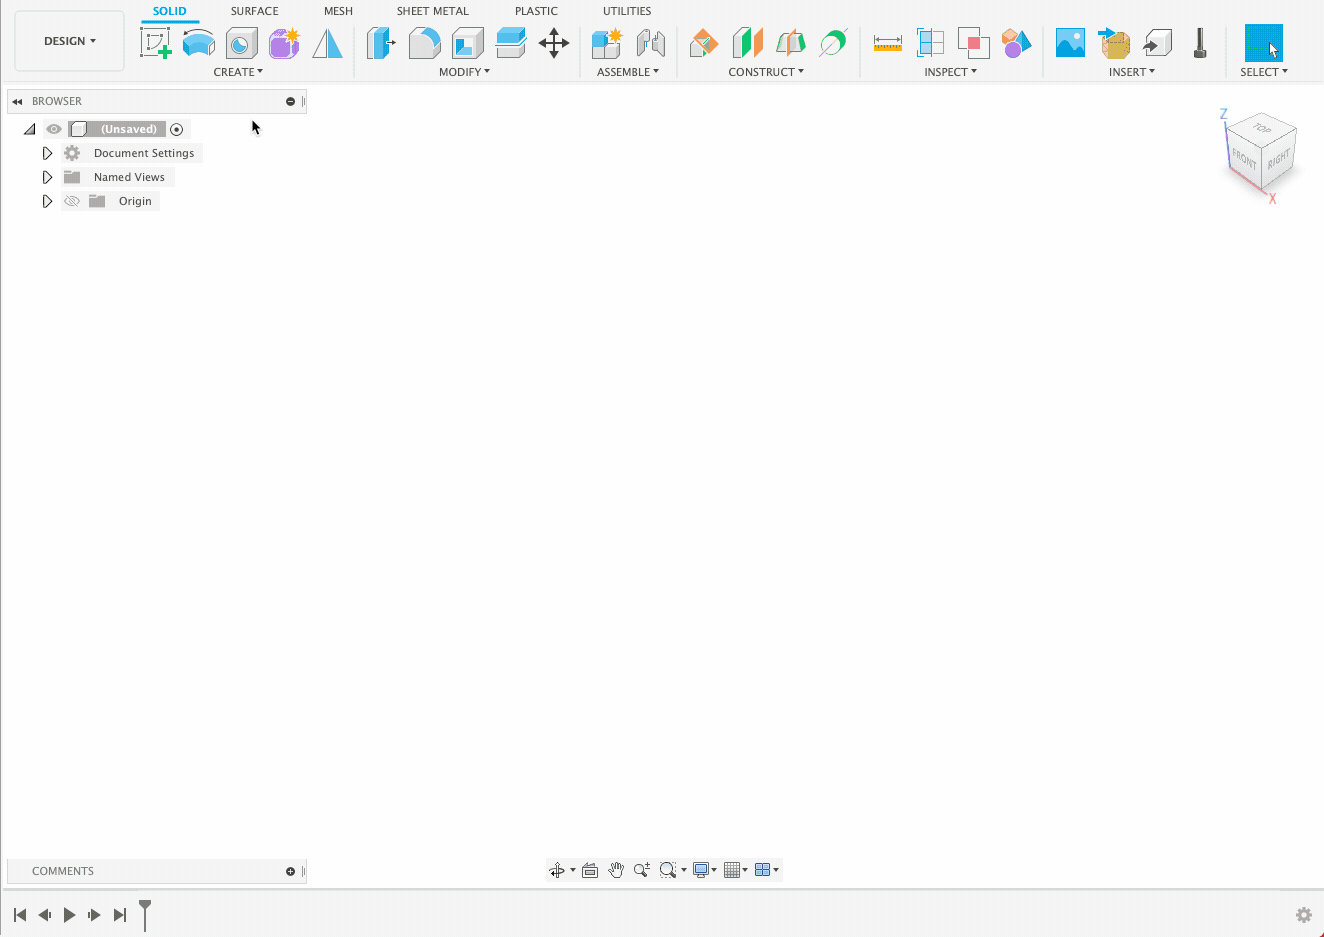 SOLID SURFACE MESH SHEET METAL PLASTIC UTILITIES
DESIGN
CREATE MODIFY ASSEMBLE CONSTRUCT INSPECT INSERT SELECT
BROWSER
(Unsaved)
Document Settings
Named Views
Origin
Z
TOP
FRONT
RIGHT
X
COMMENTS